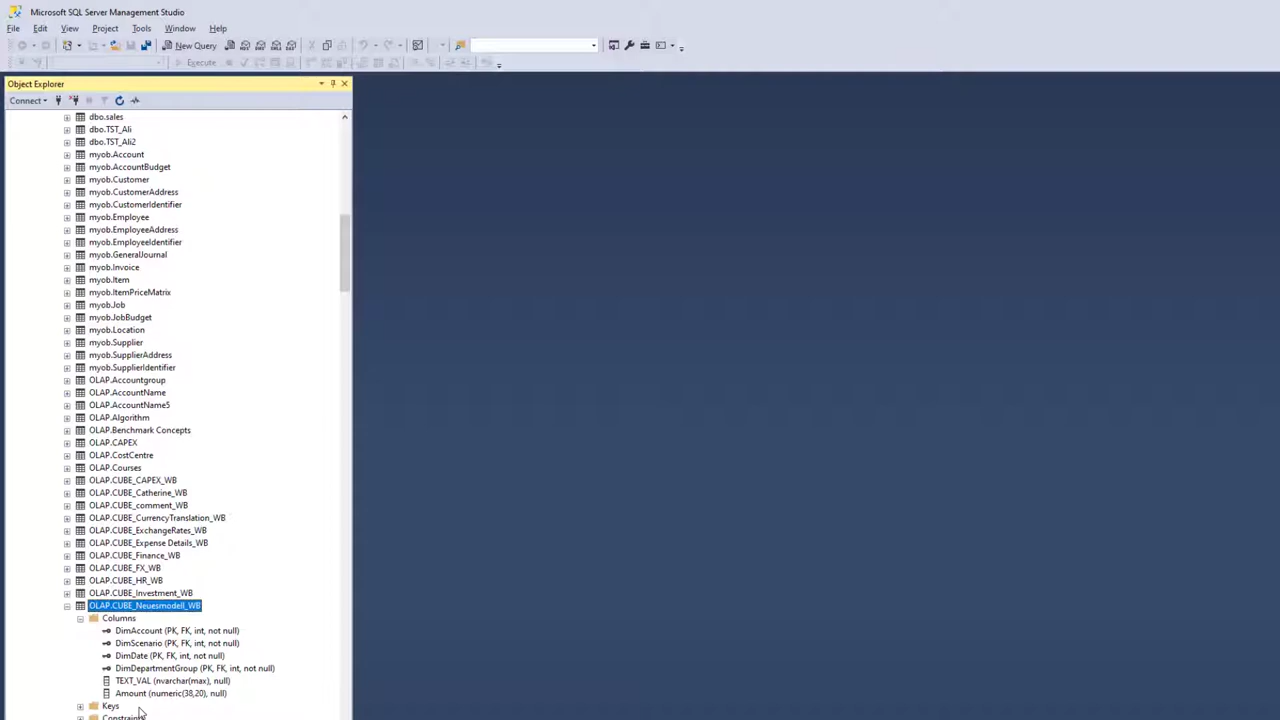 Microsoft SQL Server Management Studio
File Edit View Project Tools Window Help
New Query
Execute
Object Explorer
Connect
dbo.sales
dbo.TST_Ali
dbo.TST_Ali2
myob.Account
myob.AccountBudget
myob.Customer
myob.CustomerAddress
myob.CustomerIdentifier
myob.Employee
myob.EmployeeAddress
myob.EmployeeIdentifier
myob.GeneralJournal
myob.Invoice
myob.Item
myob.ItemPriceMatrix
myob.Job
myob.JobBudget
myob.Location
myob.Supplier
myob.SupplierAddress
myob.SupplierIdentifier
OLAP.Accountgroup
OLAP.AccountName
OLAP.AccountName5
OLAP.Algorithm
OLAP.Benchmark Concepts
OLAP.CAPEX
OLAP.CostCentre
OLAP.Courses
OLAP.CUBE_CAPEX_WB
OLAP.CUBE_Catherine_WB
OLAP.CUBE_comment_WB
OLAP.CUBE_CurrencyTranslation_WB
OLAP.CUBE_ExchangeRates_WB
OLAP.CUBE_Expense Details_WB
OLAP.CUBE_Finance_WB
OLAP.CUBE_FX_WB
OLAP.CUBE_HR_WB
OLAP.CUBE_Investment_WB
OLAP.CUBE_Neuesmodell_WB
Columns
DimAccount (PK, FK, int, not null)
DimScenario (PK, FK, int, not null)
DimDate (PK, FK, int, not null)
DimDepartmentGroup (PK, FK, int, not null)
TEXT_VAL (nvarchar(max), null)
Amount (numeric(38,20), null)
Keys
Constraints